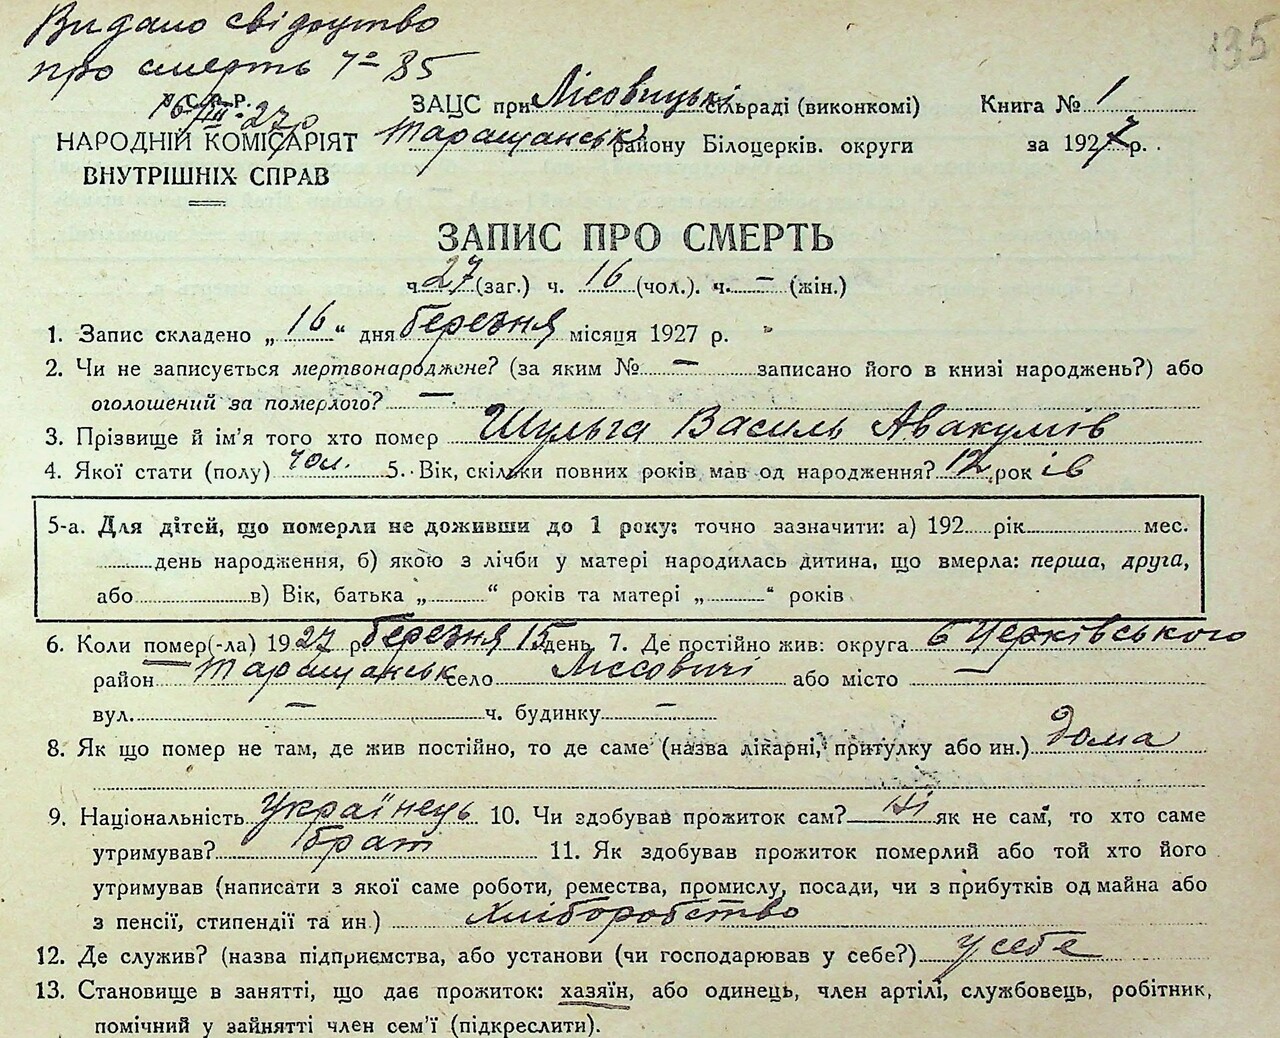 Видано свідоцтво
про смерть 85
135
У. С. Р. Р.
16/III 27р
НАРОДНІЙ КОМІСАРІЯТ
ВНУТРІШНІХ СПРАВ
ЗАЦС при Лісовицькі сільраді (виконкомі)
Таращанські району Білоцерків. округи
Книга № 1
за 1927 р.
ЗАПИС ПРО СМЕРТЬ
ч. 27 (заг.) ч. 16 (чол.). ч. — (жін.)
1. Запис складено „ 16 “ дня березня місяця 1927 р.
2. Чи не записується мертвонароджене? (за яким № — записано його в книзі народжень?) або
оголошений за померлого? —
3. Прізвище й ім'я того хто помер Шульга Василь Авакумів
4. Якої стати (полу) чол. 5. Вік, скільки повних років мав од народження? 12 рок ів
5-а. Для дітей, що померли не доживши до 1 року: точно зазначити: а) 192 рік мес.
день народження, б) якою з лічби у матері народилась дитина, що вмерла: перша, друга,
або в) Вік, батька „ “ років та матері „ “ років
6. Коли помер(-ла) 1927 р березня 15 день 7. Де постійно жив: округа Б Церківського
район Таращанськ село Лісовичі або місто —
вул. — ч. будинку —
8. Як що помер не там, де жив постійно, то де саме (назва лікарні, притулку або ин.) дома
9. Національність Українець 10. Чи здобував прожиток сам? Ні як не сам, то хто саме
утримував? брат 11. Як здобував прожиток померлий або той хто його
утримував (написати з якої саме роботи, ремества, промислу, посади, чи з прибутків од майна або
з пенсії, стипендії та ин.) Хліборобство
12. Де служив? (назва підприємства, або установи (чи господарював у себе?) у себе
13. Становище в занятті, що дає прожиток: хазяїн, або одинець, член артілі, службовець, робітник,
помічний у зайнятті член сем'ї (підкреслити).